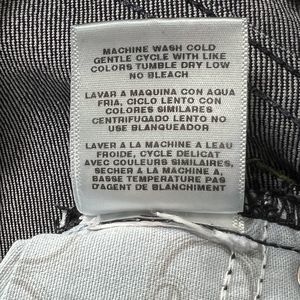 MACHINE WASH COLD
GENTLE CYCLE WITH LIKE
COLORS TUMBLE DRY LOW
NO BLEACH
LAVAR A MAQUINA CON AGUA
FRIA, CICLO LENTO CON
COLORES SIMILARES
CENTRIFUGADO LENTO NO
USE BLANQUEADOR
LAVER A LA MACHINE A LEAU
FROIDE, CYCLE DELICAT
AVEC COULEURS SIMILAIRES,
SECHER A LA MACHINE A,
BASSE TEMPERATURE PAS
D'AGENT DE BLANCHIMENT